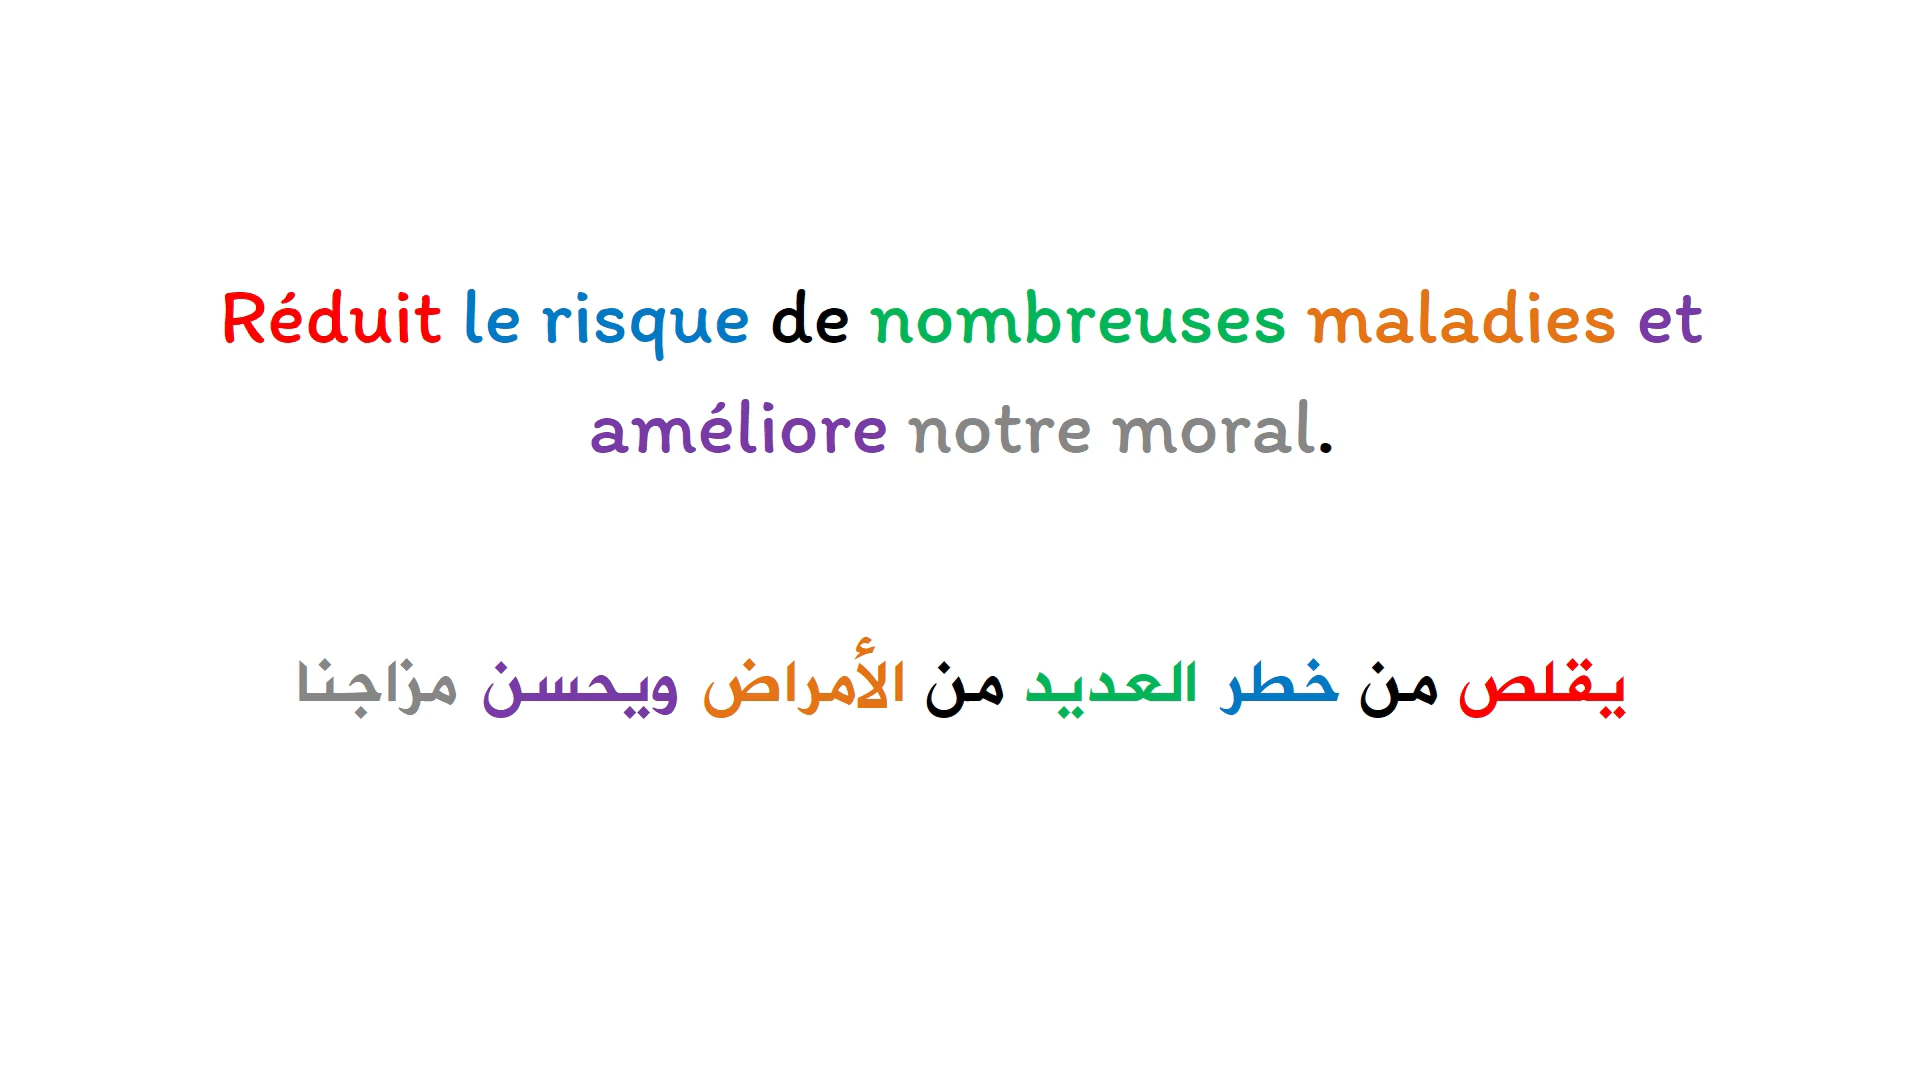 Réduit le risque de nombreuses maladies et
améliore notre moral.
يقلص من خطر العديد من الأمراض ويحسن مزاجنا